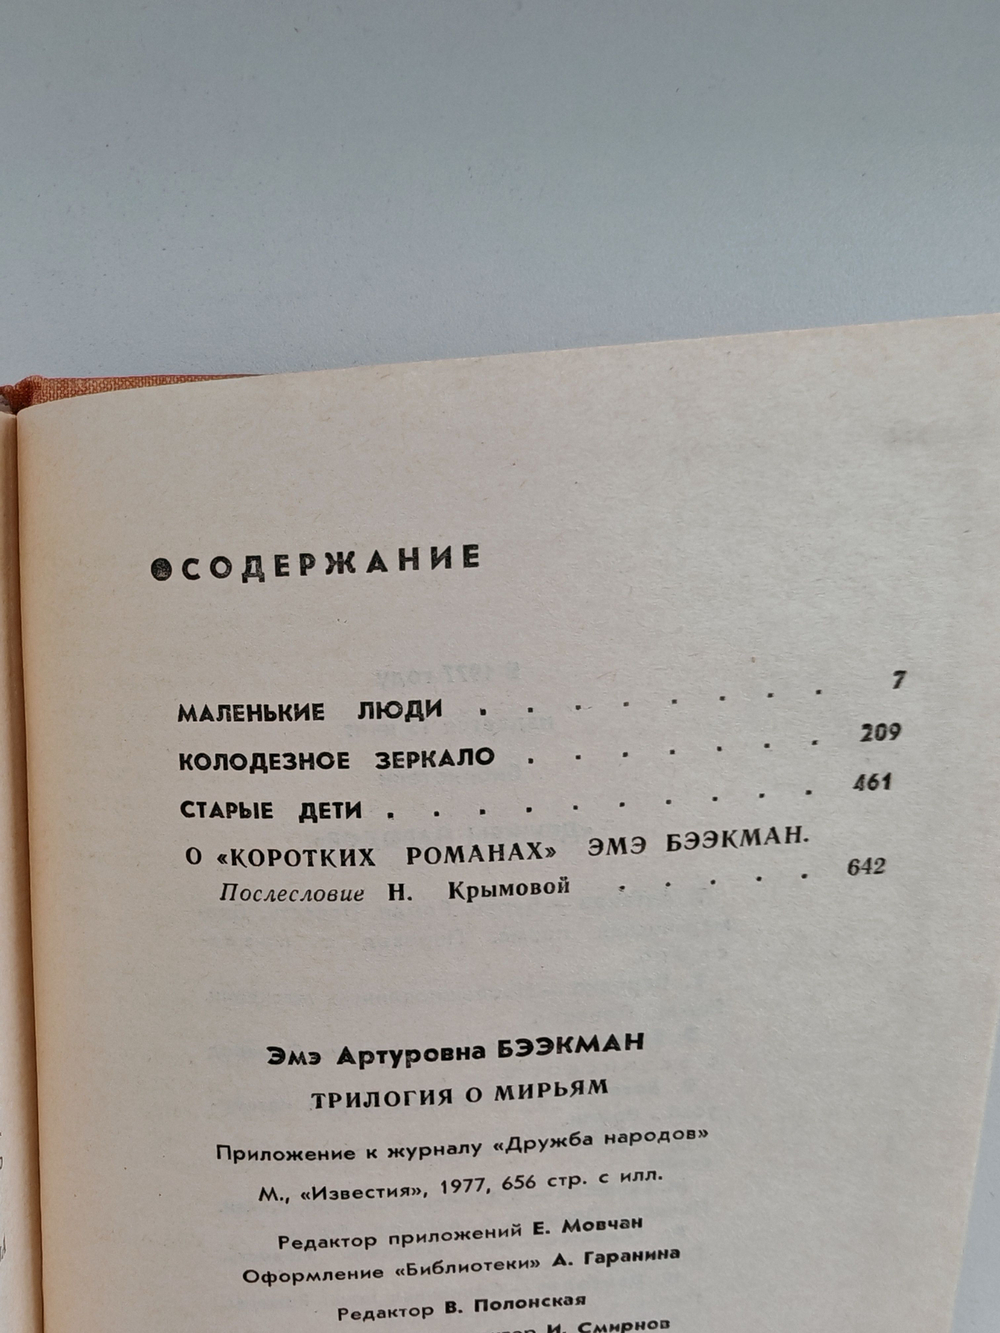 СОДЕРЖАНИЕ
МАЛЕНЬКИЕ ЛЮДИ . . . . . . . . 7
КОЛОДЕЗНОЕ ЗЕРКАЛО . . . . . . . 209
СТАРЫЕ ДЕТИ . . . . . . . . . . 461
О «КОРОТКИХ РОМАНАХ» ЭМЭ БЭЭКМАН.
Послесловие Н. Крымовой . . . . . 642
Эмэ Артуровна БЭЭКМАН
ТРИЛОГИЯ О МИРЬЯМ
Приложение к журналу «Дружба народов»
М., «Известия», 1977, 656 стр. с илл.
Редактор приложений Е. Мовчан
Оформление «Библиотеки» А. Гаранина
Редактор В. Полонская
И. Смирнов